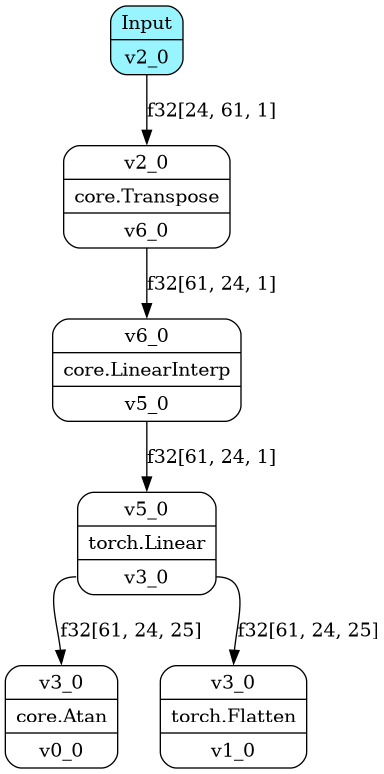 Input
v2_0
f32[24, 61, 1]
v2_0
core.Transpose
v6_0
f32[61, 24, 1]
v6_0
core.LinearInterp
v5_0
f32[61, 24, 1]
v5_0
torch.Linear
v3_0
f32[61, 24, 25]
f32[61, 24, 25]
v3_0
core.Atan
v0_0
v3_0
torch.Flatten
v1_0